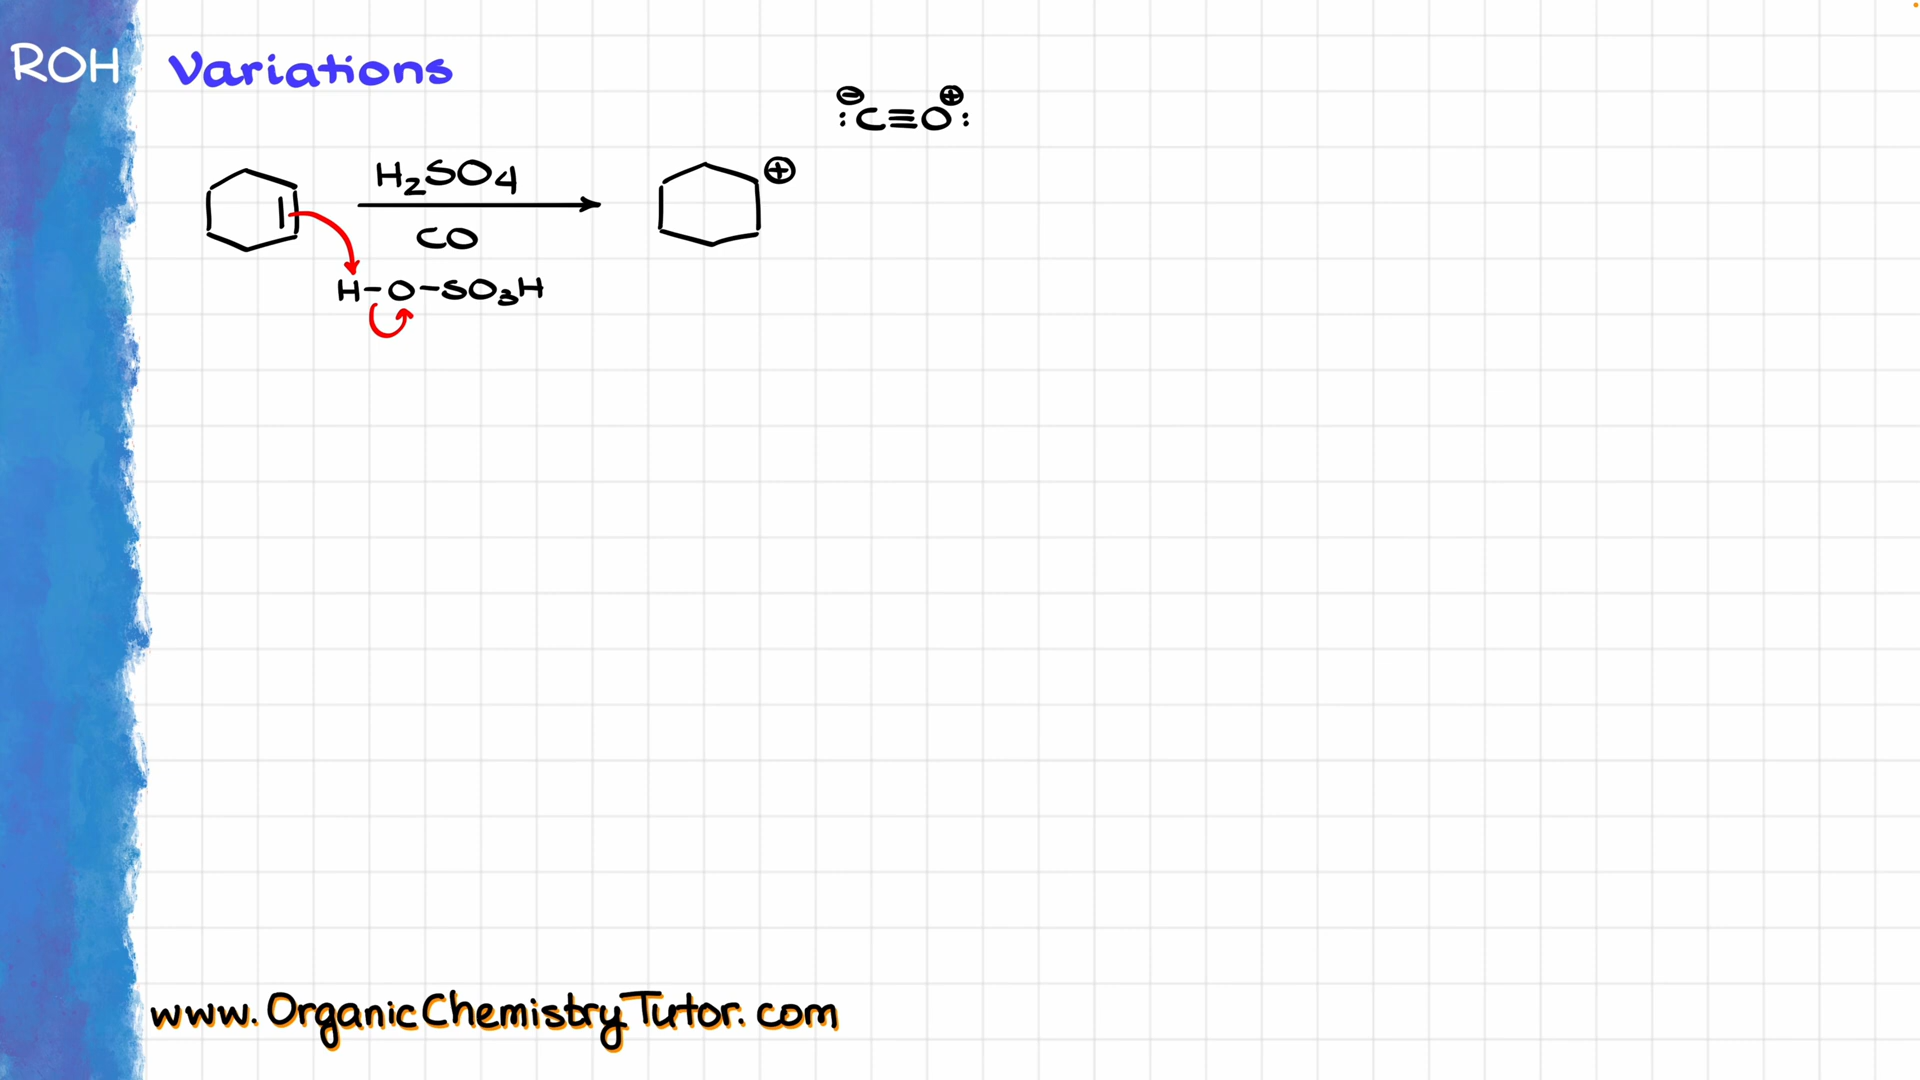 ROH Variations
⊖ ⊕
:C≡O:
H₂SO₄
⊕
CO
H-O-SO₃H
www.OrganicChemistryTutor.com